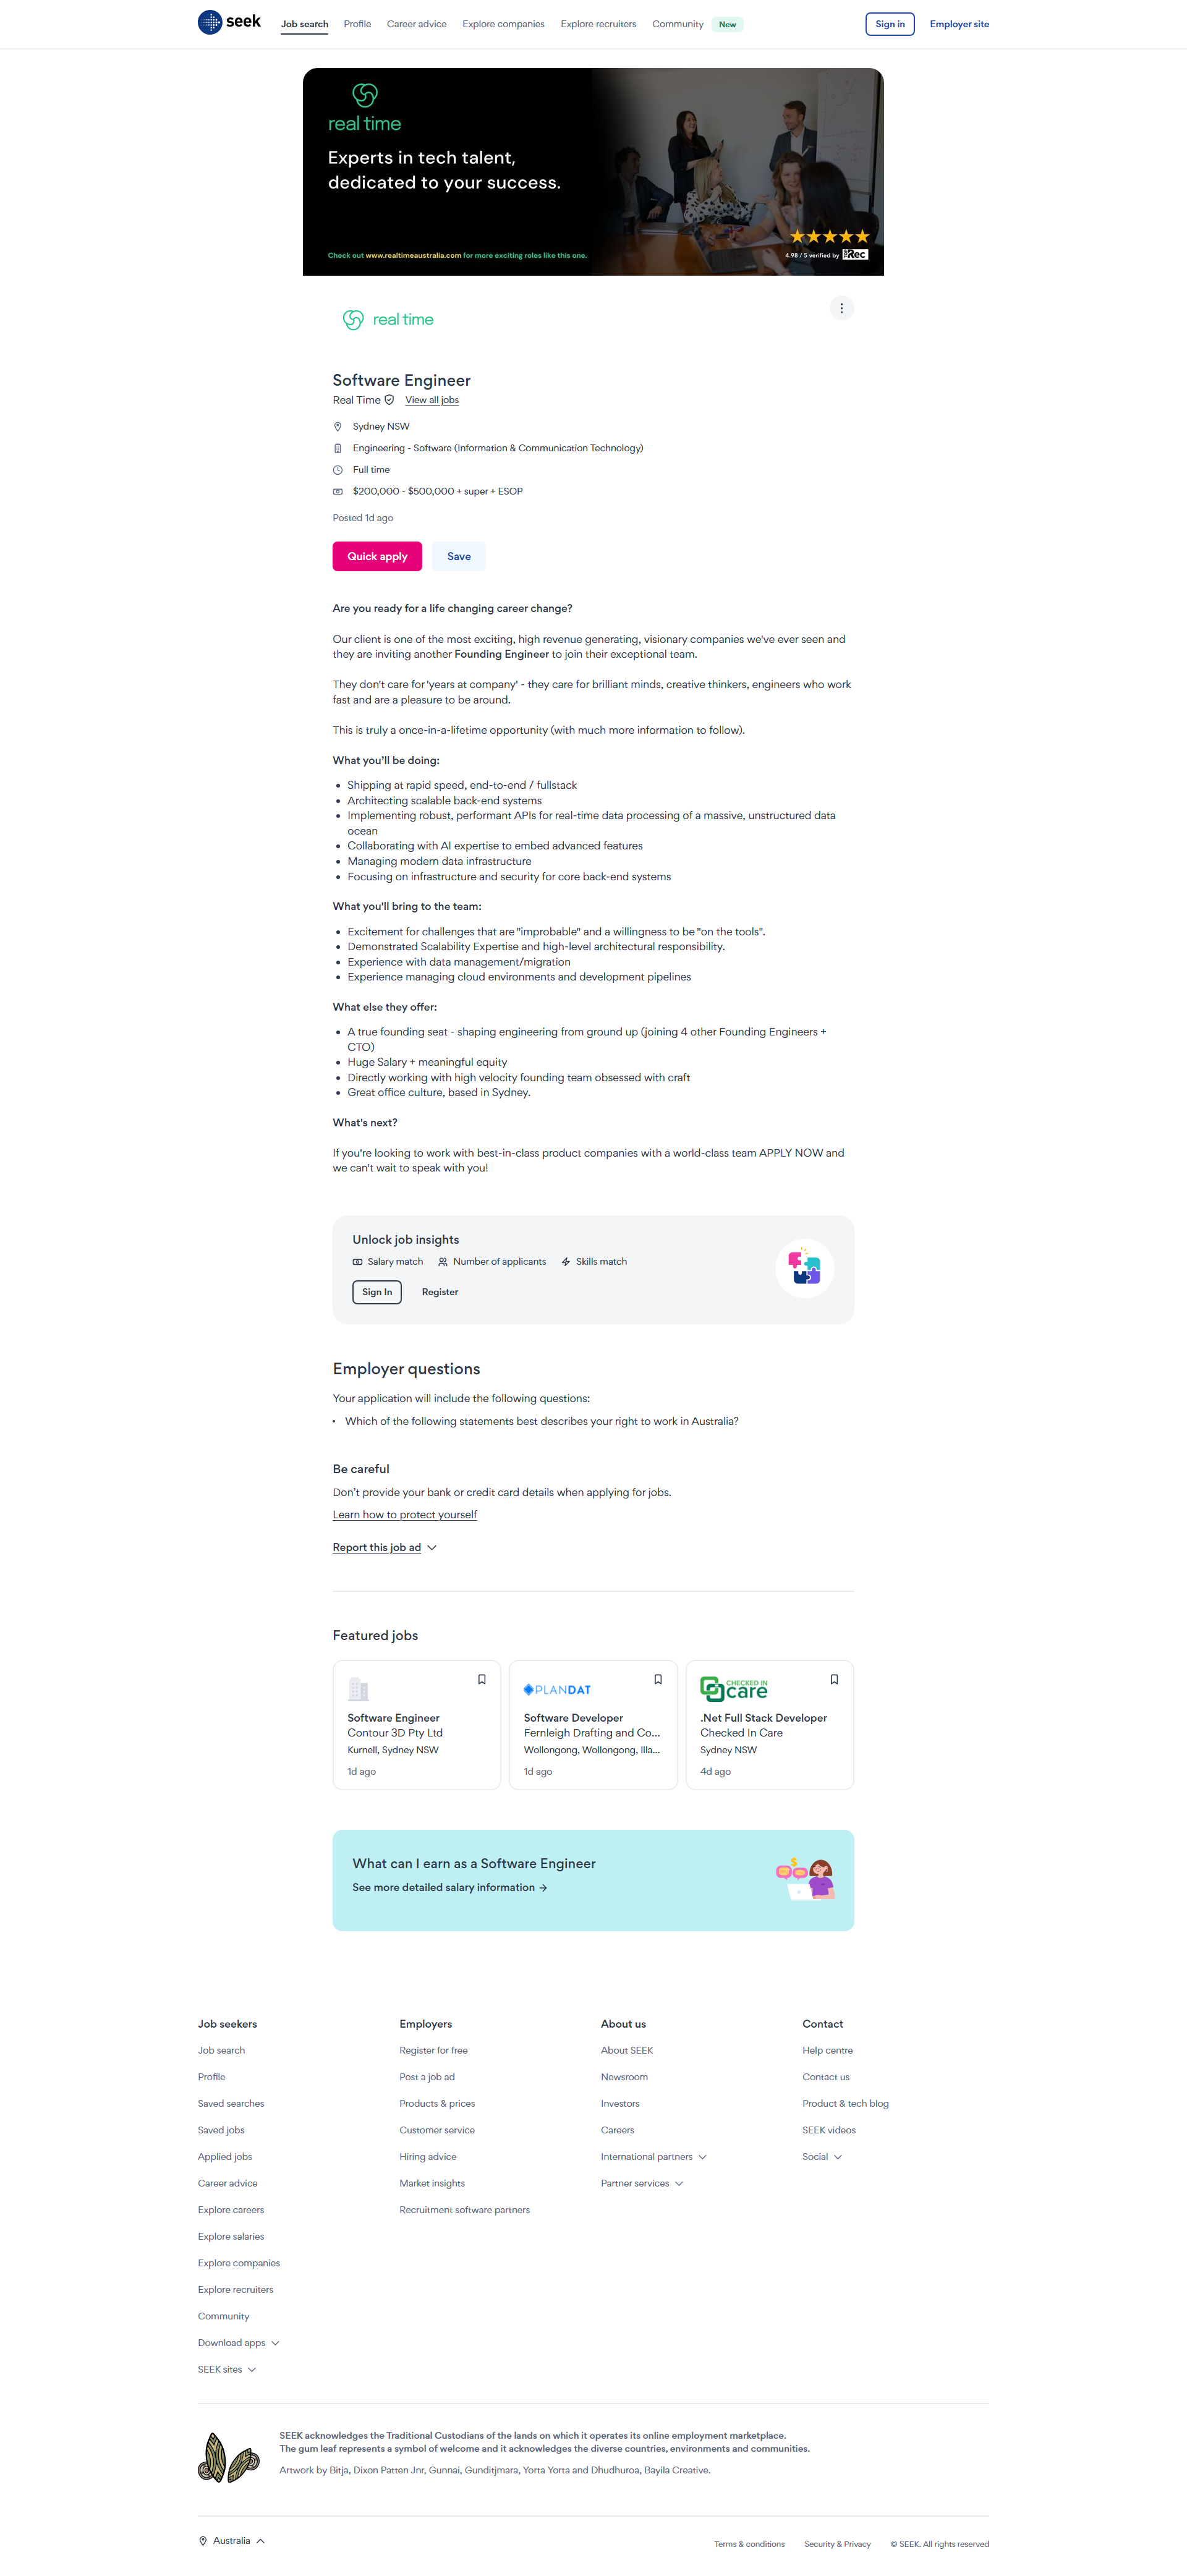 seek
Job search
Profile
Career advice
Explore companies
Explore recruiters
Community
New
Sign in
Employer site
real time
Experts in tech talent,
dedicated to your success.
Check out www.realtimeaustralia.com for more exciting roles like this one.
4.98 / 5 verified by
real time
Software Engineer
Real Time
View all jobs
Sydney NSW
Engineering - Software (Information & Communication Technology)
Full time
$200,000 - $500,000 + super + ESOP
Posted 1d ago
Quick apply
Save
Are you ready for a life changing career change?
Our client is one of the most exciting, high revenue generating, visionary companies we've ever seen and
they are inviting another Founding Engineer to join their exceptional team.
They don't care for 'years at company' - they care for brilliant minds, creative thinkers, engineers who work
fast and are a pleasure to be around.
This is truly a once-in-a-lifetime opportunity (with much more information to follow).
What you'll be doing:
• Shipping at rapid speed, end-to-end / fullstack
• Architecting scalable back-end systems
• Implementing robust, performant APIs for real-time data processing of a massive, unstructured data
ocean
• Collaborating with AI expertise to embed advanced features
• Managing modern data infrastructure
• Focusing on infrastructure and security for core back-end systems
What you'll bring to the team:
• Excitement for challenges that are "improbable" and a willingness to be "on the tools".
• Demonstrated Scalability Expertise and high-level architectural responsibility.
• Experience with data management/migration
• Experience managing cloud environments and development pipelines
What else they offer:
• A true founding seat - shaping engineering from ground up (joining 4 other Founding Engineers +
CTO)
• Huge Salary + meaningful equity
• Directly working with high velocity founding team obsessed with craft
• Great office culture, based in Sydney.
What's next?
If you're looking to work with best-in-class product companies with a world-class team APPLY NOW and
we can't wait to speak with you!
Unlock job insights
Salary match
Number of applicants
Skills match
Sign In
Register
Employer questions
Your application will include the following questions:
• Which of the following statements best describes your right to work in Australia?
Be careful
Don't provide your bank or credit card details when applying for jobs.
Learn how to protect yourself
Report this job ad
Featured jobs
Software Engineer
Contour 3D Pty Ltd
Kurnell, Sydney NSW
1d ago
PLANDAT
Software Developer
Fernleigh Drafting and Co...
Wollongong, Wollongong, Illa...
1d ago
CHECKED IN
care
.Net Full Stack Developer
Checked In Care
Sydney NSW
4d ago
What can I earn as a Software Engineer
See more detailed salary information →
Job seekers
Job search
Profile
Saved searches
Saved jobs
Applied jobs
Career advice
Explore careers
Explore salaries
Explore companies
Explore recruiters
Community
Download apps
SEEK sites
Employers
Register for free
Post a job ad
Products & prices
Customer service
Hiring advice
Market insights
Recruitment software partners
About us
About SEEK
Newsroom
Investors
Careers
International partners
Partner services
Contact
Help centre
Contact us
Product & tech blog
SEEK videos
Social
SEEK acknowledges the Traditional Custodians of the lands on which it operates its online employment marketplace.
The gum leaf represents a symbol of welcome and it acknowledges the diverse countries, environments and communities.
Artwork by Bitja, Dixon Patten Jnr, Gunnai, Gunditjmara, Yorta Yorta and Dhudhuroa, Bayila Creative.
Australia
Terms & conditions
Security & Privacy
© SEEK. All rights reserved